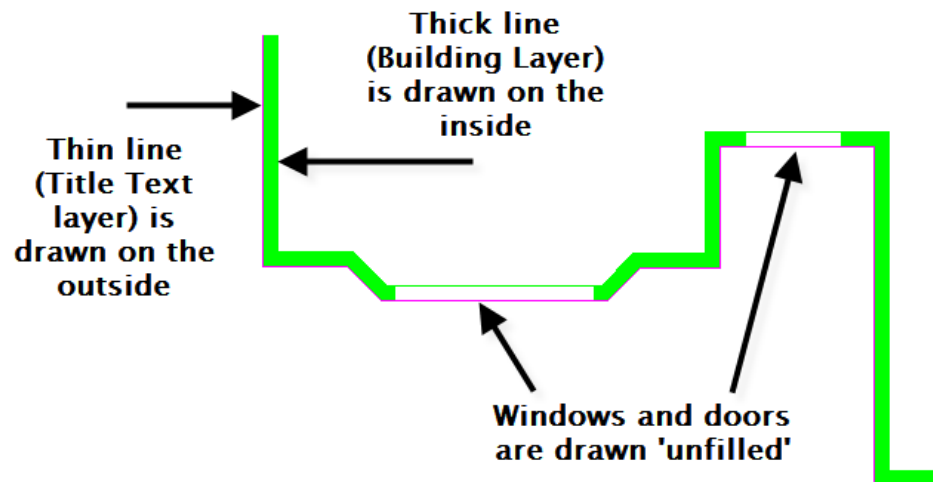 Thick line
(Building Layer)
is drawn on the
inside
Thin line
(Title Text
layer) is
drawn on the
outside
Windows and doors
are drawn 'unfilled'